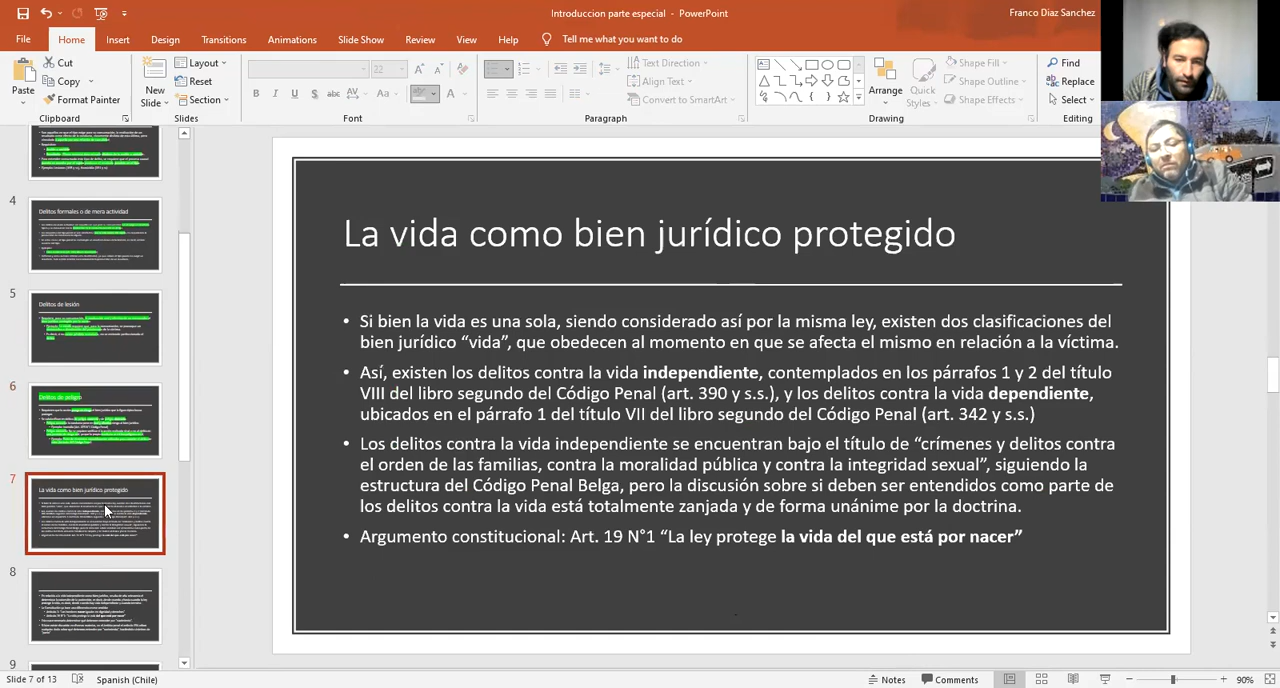 Introduccion parte especial - PowerPoint
Franco Diaz Sanchez
File Home Insert Design Transitions Animations Slide Show Review View Help Tell me what you want to do
Paste
Cut
Copy
Format Painter
Clipboard
New Slide
Layout
Reset
Section
Slides
22
Font
Text Direction
Align Text
Convert to SmartArt
Paragraph
Arrange
Quick Styles
Shape Fill
Shape Outline
Shape Effects
Drawing
Find
Replace
Select
Editing
4
Delitos formales o de mera actividad
5
Delitos de lesión
6
Delitos de peligro
7
La vida como bien jurídico protegido
8
9
La vida como bien jurídico protegido
• Si bien la vida es una, siendo considerado así por la misma ley, existen dos clasificaciones del
bien jurídico “vida”, que obedecen al momento en que se afecta el mismo en relación a la víctima.
• Así, existen los delitos contra la vida independiente, contemplados en los párrafos 1 y 2 del título
VIII del libro segundo del Código Penal (art. 390 y s.s.), y los delitos contra la vida dependiente,
ubicados en el párrafo 1 del título VII del libro segundo del Código Penal (art. 342 y s.s.)
• Los delitos contra la vida independiente se encuentran bajo el título de “crímenes y delitos contra
el orden de las familias, contra la moralidad pública y contra la integridad sexual”, siguiendo la
estructura del Código Penal Belga, pero la discusión sobre si deben ser entendidos como parte de
los delitos contra la vida está totalmente zanjada y es casi unánime por la doctrina.
• Argumento constitucional: Art. 19 N°1 “La ley protege la vida del que está por nacer”
Slide 7 of 13
Spanish (Chile)
Notes
Comments
90%